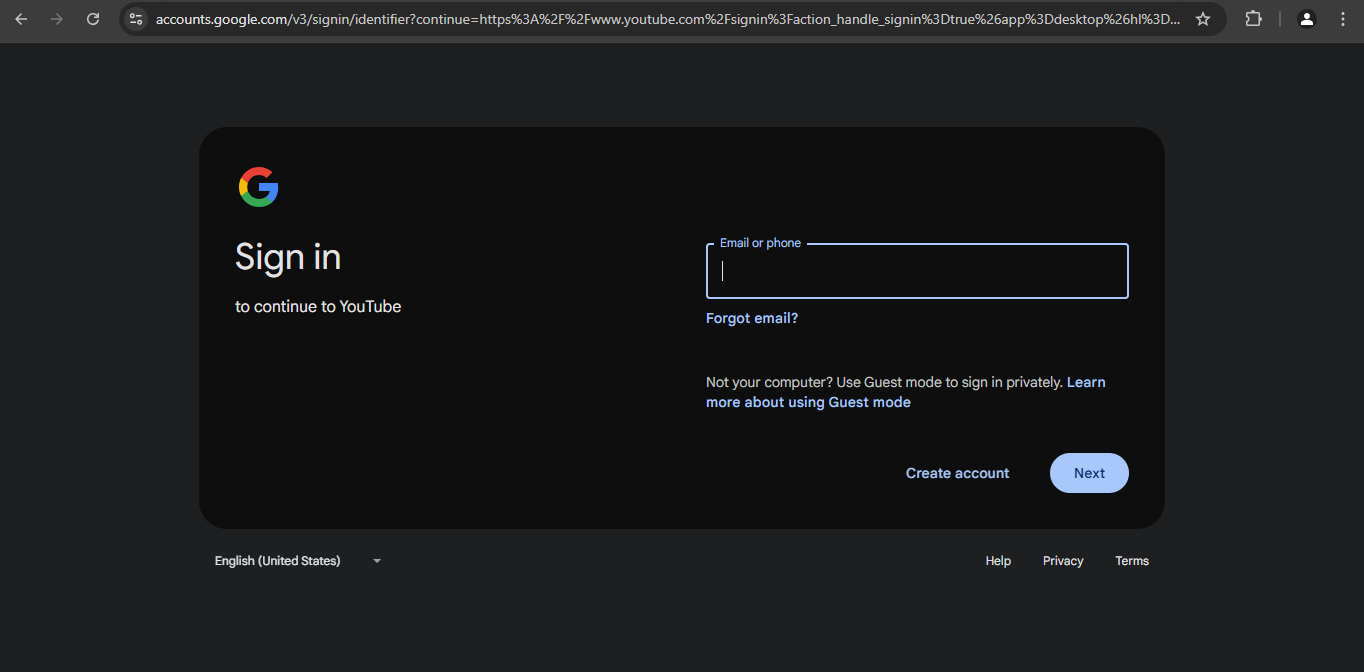 accounts.google.com/v3/signin/identifier?continue=https%3A%2F%2Fwww.youtube.com%2Fsignin%3Faction_handle_signin%3Dtrue%26app%3Ddesktop%26hl%3D...
Sign in
to continue to YouTube
Email or phone
Forgot email?
Not your computer? Use Guest mode to sign in privately. Learn
more about using Guest mode
Create account
Next
English (United States)
Help
Privacy
Terms